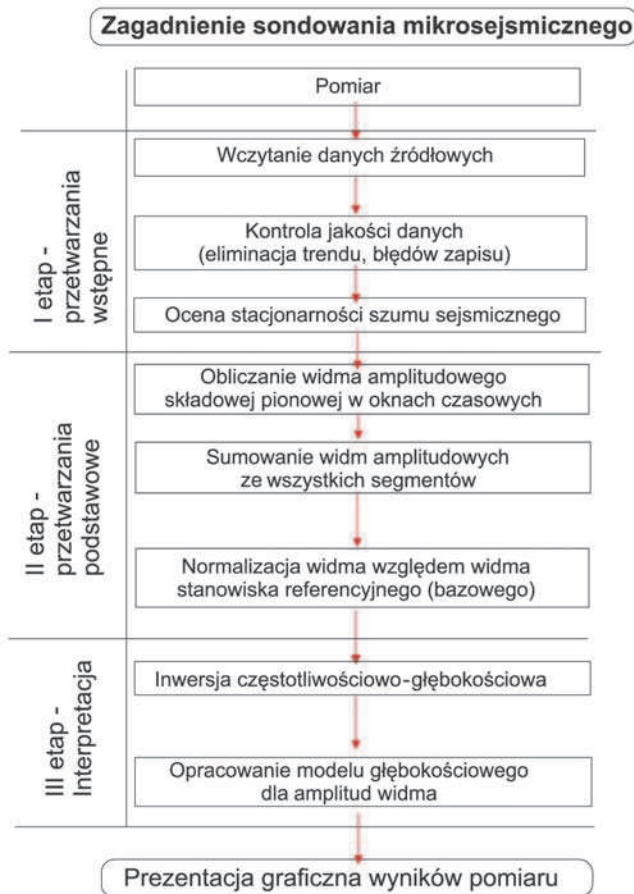 Zagadnienie sondowania mikrosejsmicznego
Pomiar
I etap -
przetwarzania
wstępne
Wczytanie danych źródłowych
Kontrola jakości danych
(eliminacja trendu, błędów zapisu)
Ocena stacjonarności szumu sejsmicznego
II etap -
przetwarzania
podstawowe
Obliczanie widma amplitudowego
składowej pionowej w oknach czasowych
Sumowanie widm amplitudowych
ze wszystkich segmentów
Normalizacja widma względem widma
stanowiska referencyjnego (bazowego)
III etap -
Interpretacja
Inwersja częstotliwościowo-głębokościowa
Opracowanie modelu głębokościowego
dla amplitud widma
Prezentacja graficzna wyników pomiaru